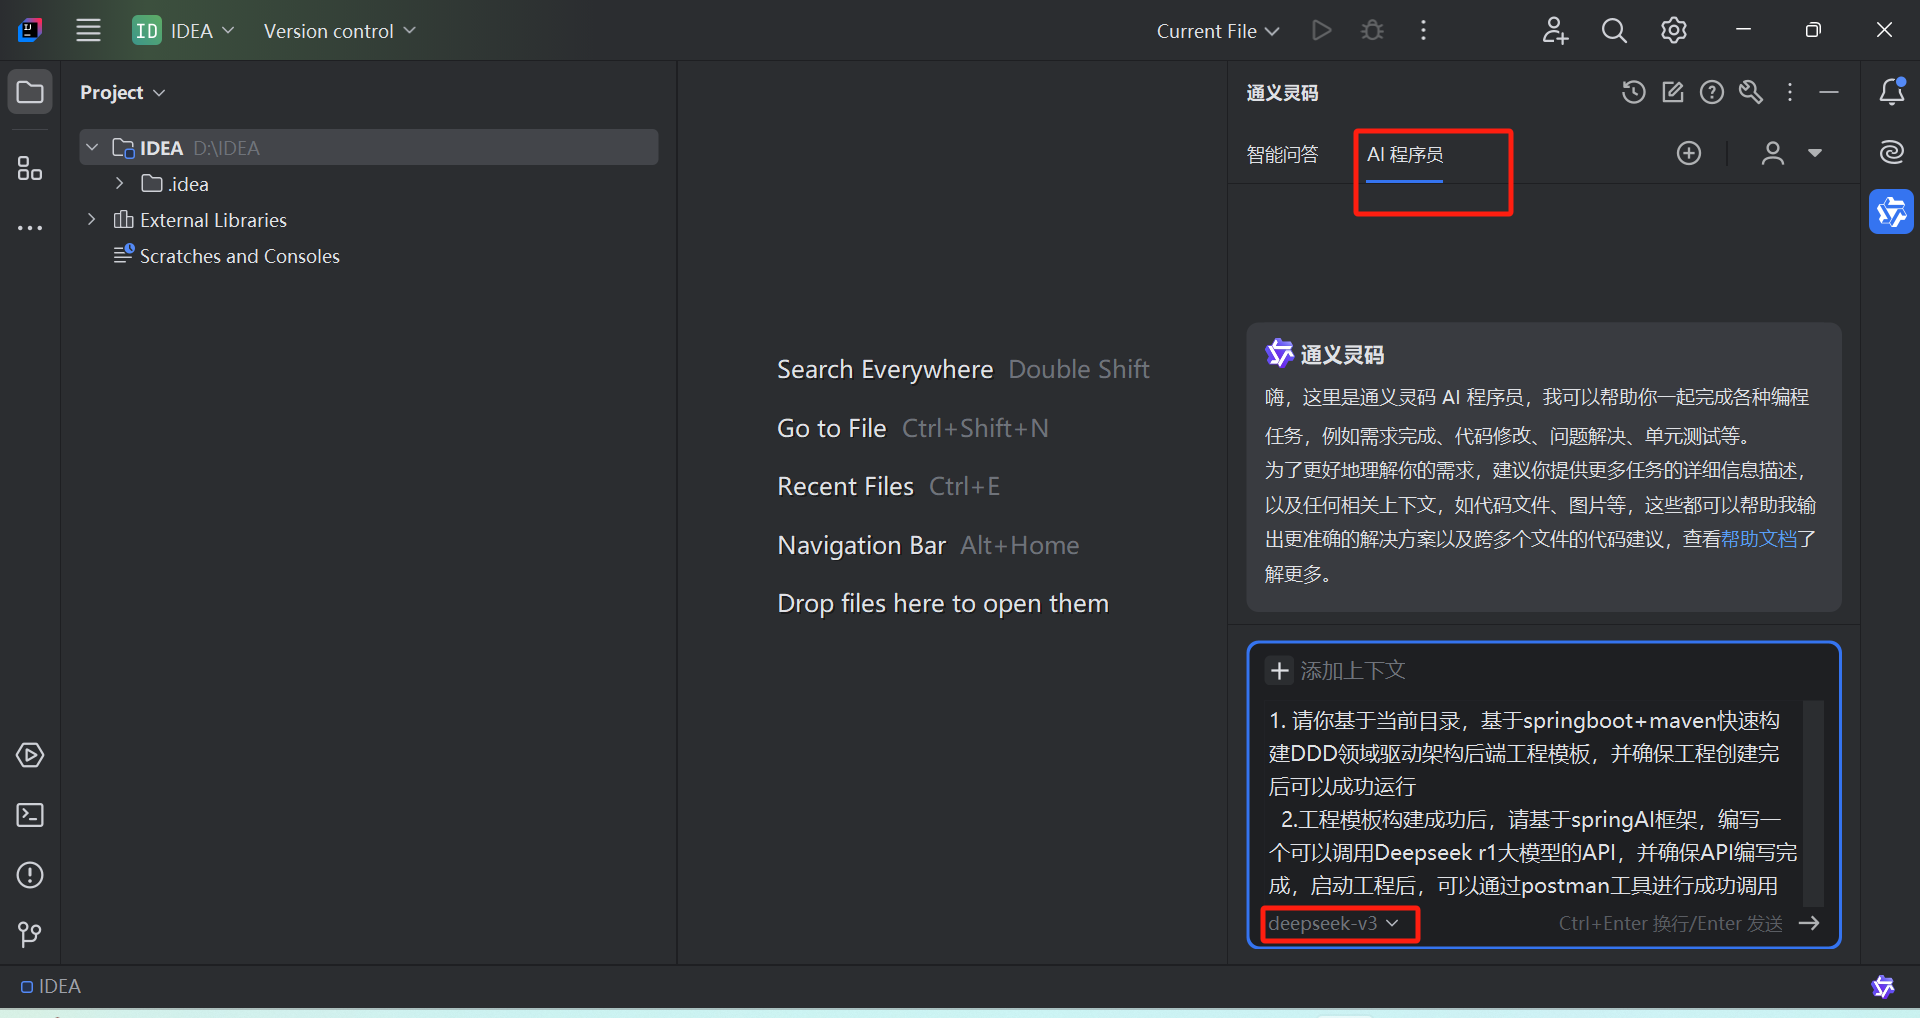 ID IDEA Version control Current File
Project
IDEA D:\IDEA
.idea
External Libraries
Scratches and Consoles
Search Everywhere Double Shift
Go to File Ctrl+Shift+N
Recent Files Ctrl+E
Navigation Bar Alt+Home
Drop files here to open them
通义灵码
智能问答 AI 程序员
通义灵码
嗨，这里是通义灵码 AI 程序员，我可以帮助你一起完成各种编程
任务，例如需求完成、代码修改、问题解决、单元测试等。
为了更好地理解你的需求，建议你提供更多任务的详细信息描述，
以及任何相关上下文，如代码文件、图片等，这些都可以帮助我输
出更准确的解决方案以及跨多个文件的代码建议，查看帮助文档了
解更多。
添加上下文
1. 请你基于当前目录，基于springboot+maven快速构
建DDD领域驱动架构后端工程模板，并确保工程创建完
后可以成功运行
2.工程模板构建成功后，请基于springAI框架，编写一
个可以调用Deepseek r1大模型的API，并确保API编写完
成，启动工程后，可以通过postman工具进行成功调用
deepseek-v3 Ctrl+Enter 换行/Enter 发送
IDEA